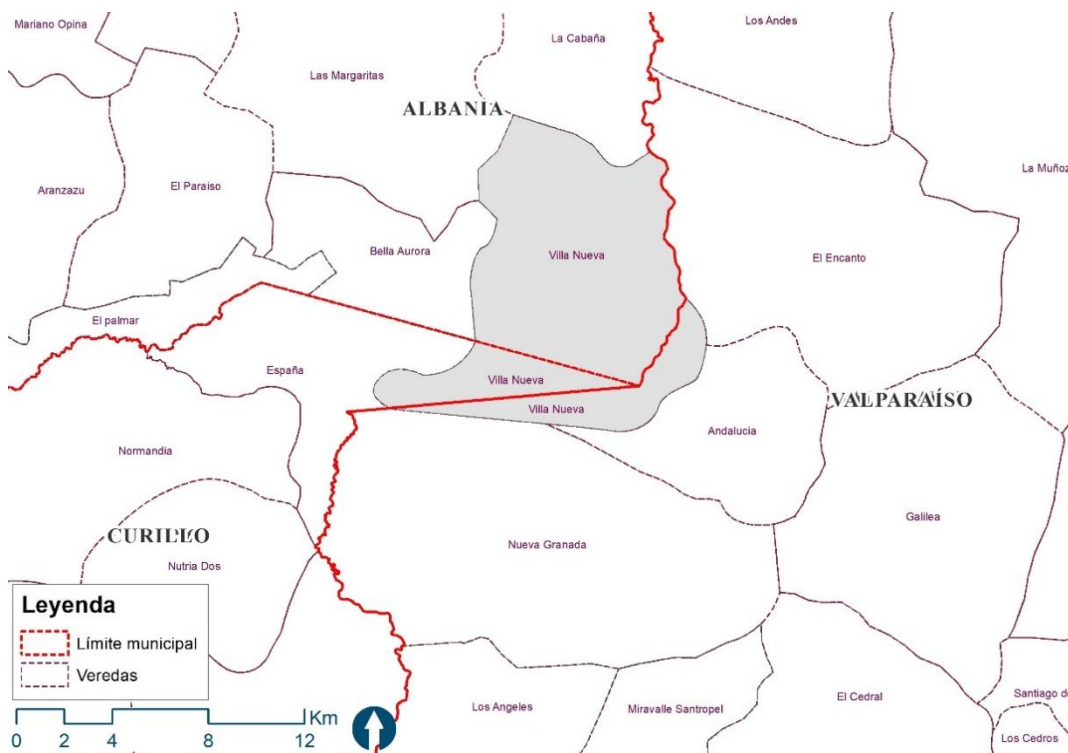 Mariano Opina
La Cabaña
Los Andes
Las Margaritas
ALBANIA
La Muñoz
Aranzazu
El Paraiso
Bella Aurora
Villa Nueva
El Encanto
El palmar
España
Villa Nueva
Villa Nueva
VALPARAÍSO
Andalucia
Normandia
Galilea
CURILLO
Nueva Granada
Nutria Dos
Leyenda
Límite municipal
Veredas
El Cedral
Santiago de
Los Angeles
Miravalle Santropel
Km
0 2 4 8 12
Los Cedros